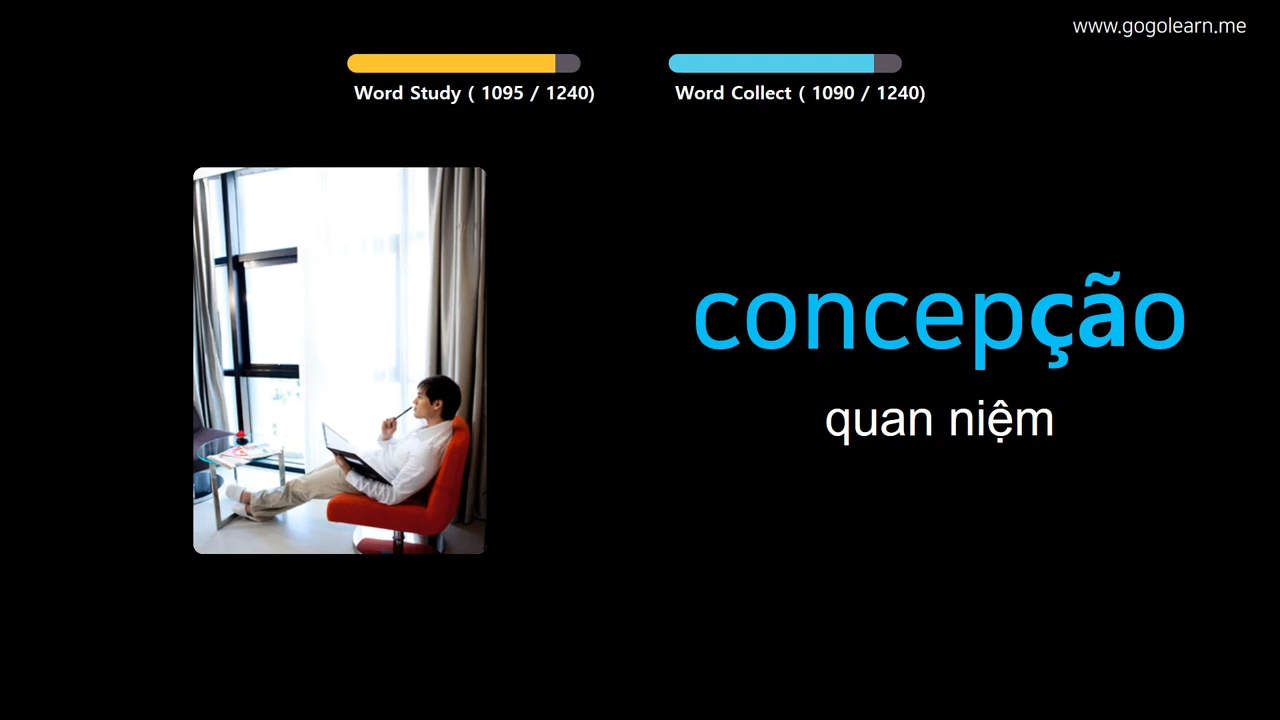 www.gogolearn.me
Word Study ( 1095 / 1240)
Word Collect ( 1090 / 1240)
concepção
quan niệm